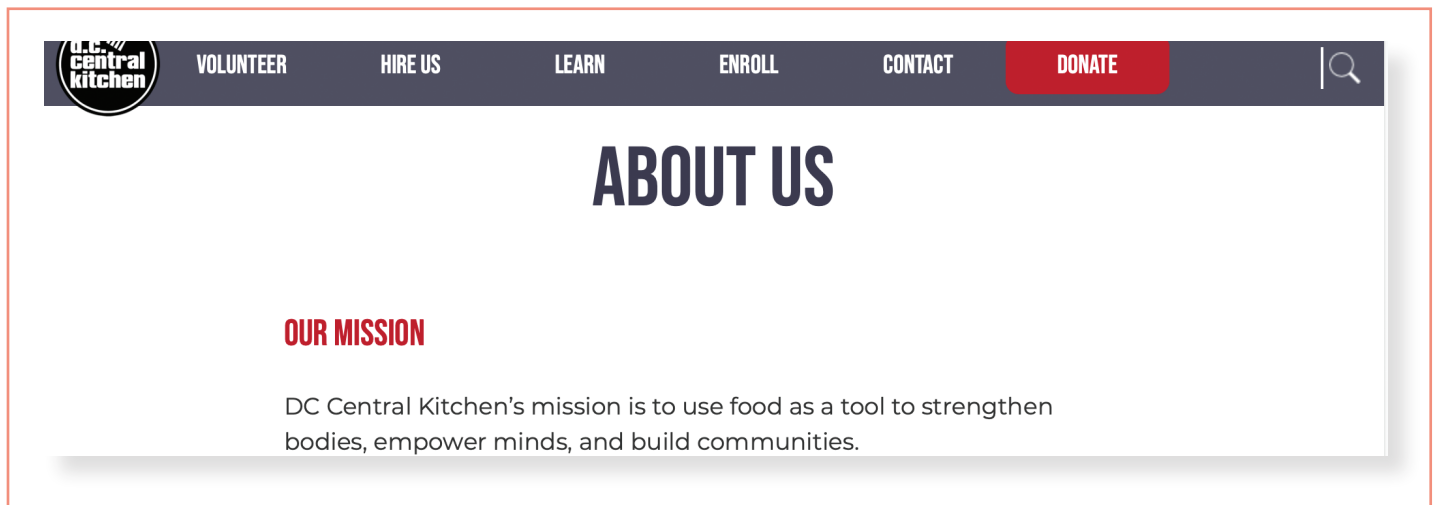 d.c.
central
kitchen
VOLUNTEER HIRE US LEARN ENROLL CONTACT DONATE
ABOUT US
OUR MISSION
DC Central Kitchen’s mission is to use food as a tool to strengthen
bodies, empower minds, and build communities.